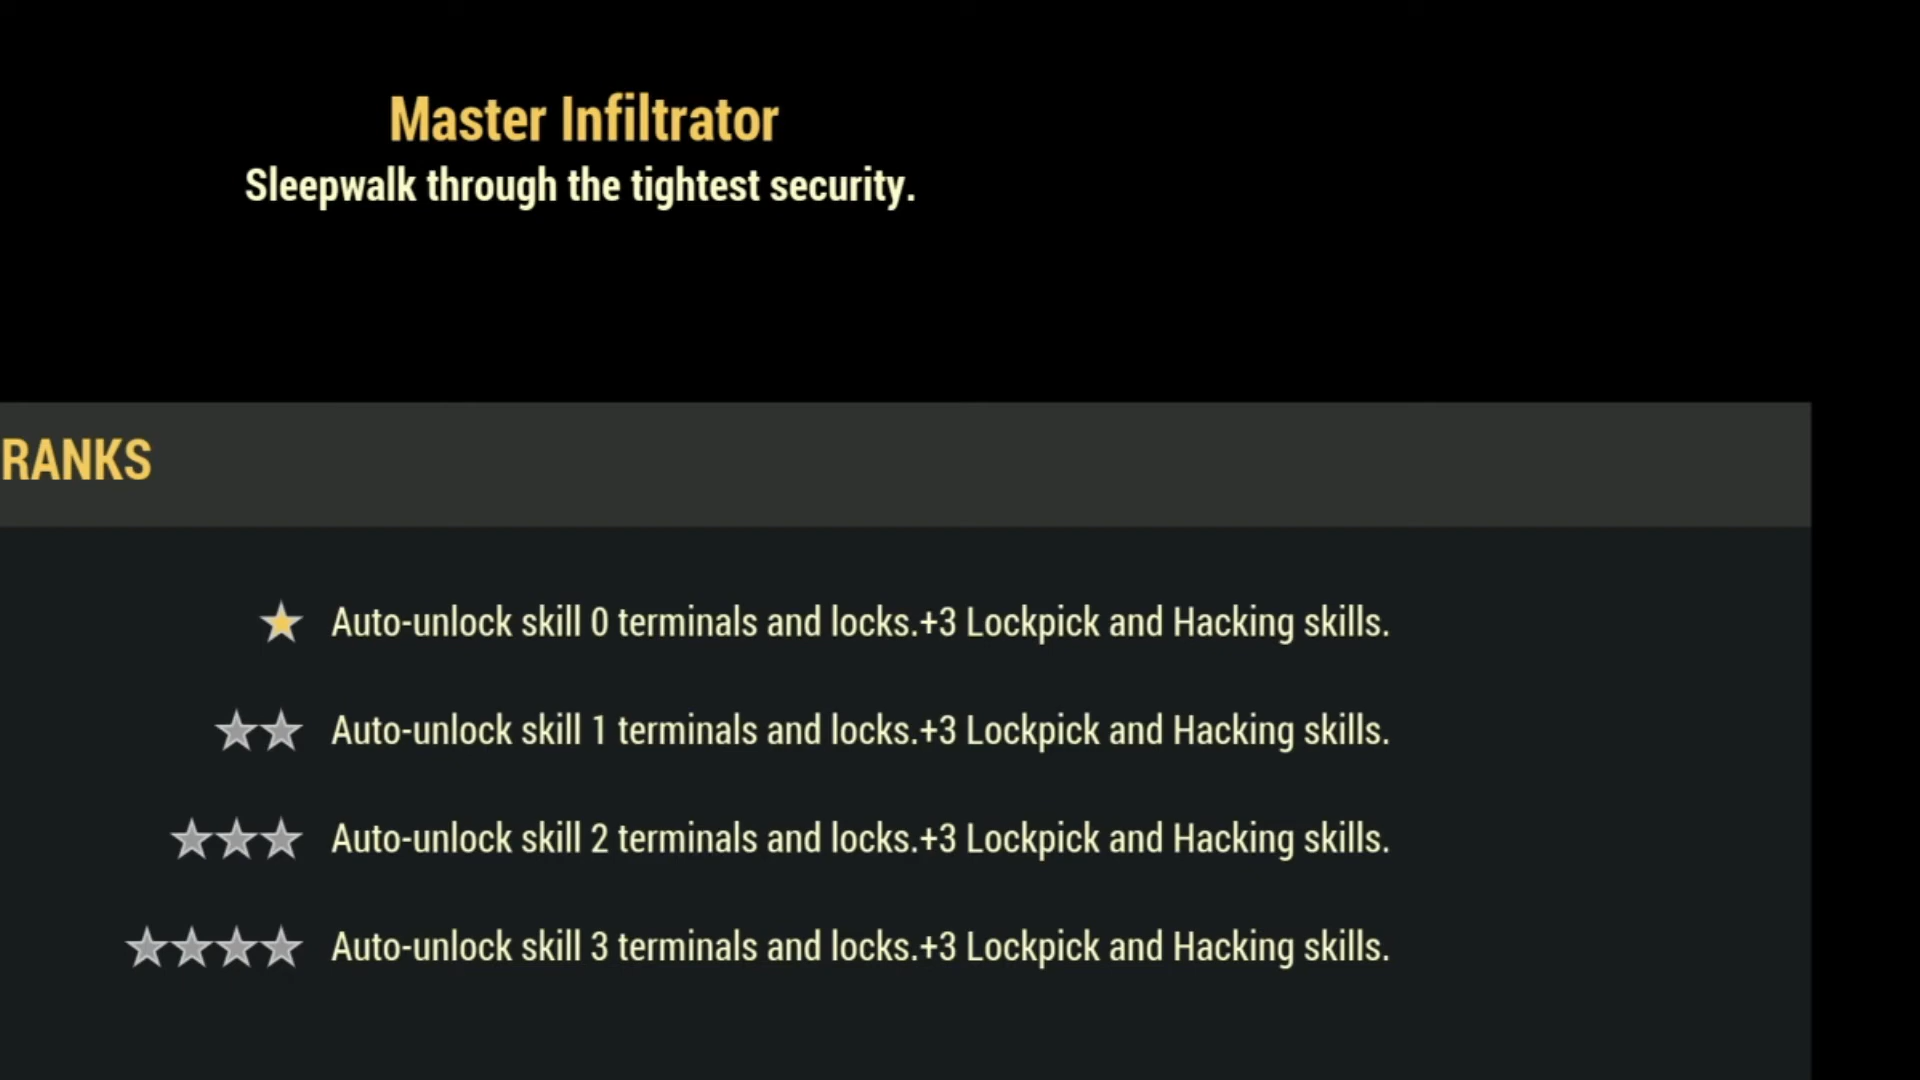 Master Infiltrator
Sleepwalk through the tightest security.
RANKS
Auto-unlock skill 0 terminals and locks.+3 Lockpick and Hacking skills.
Auto-unlock skill 1 terminals and locks.+3 Lockpick and Hacking skills.
Auto-unlock skill 2 terminals and locks.+3 Lockpick and Hacking skills.
Auto-unlock skill 3 terminals and locks.+3 Lockpick and Hacking skills.